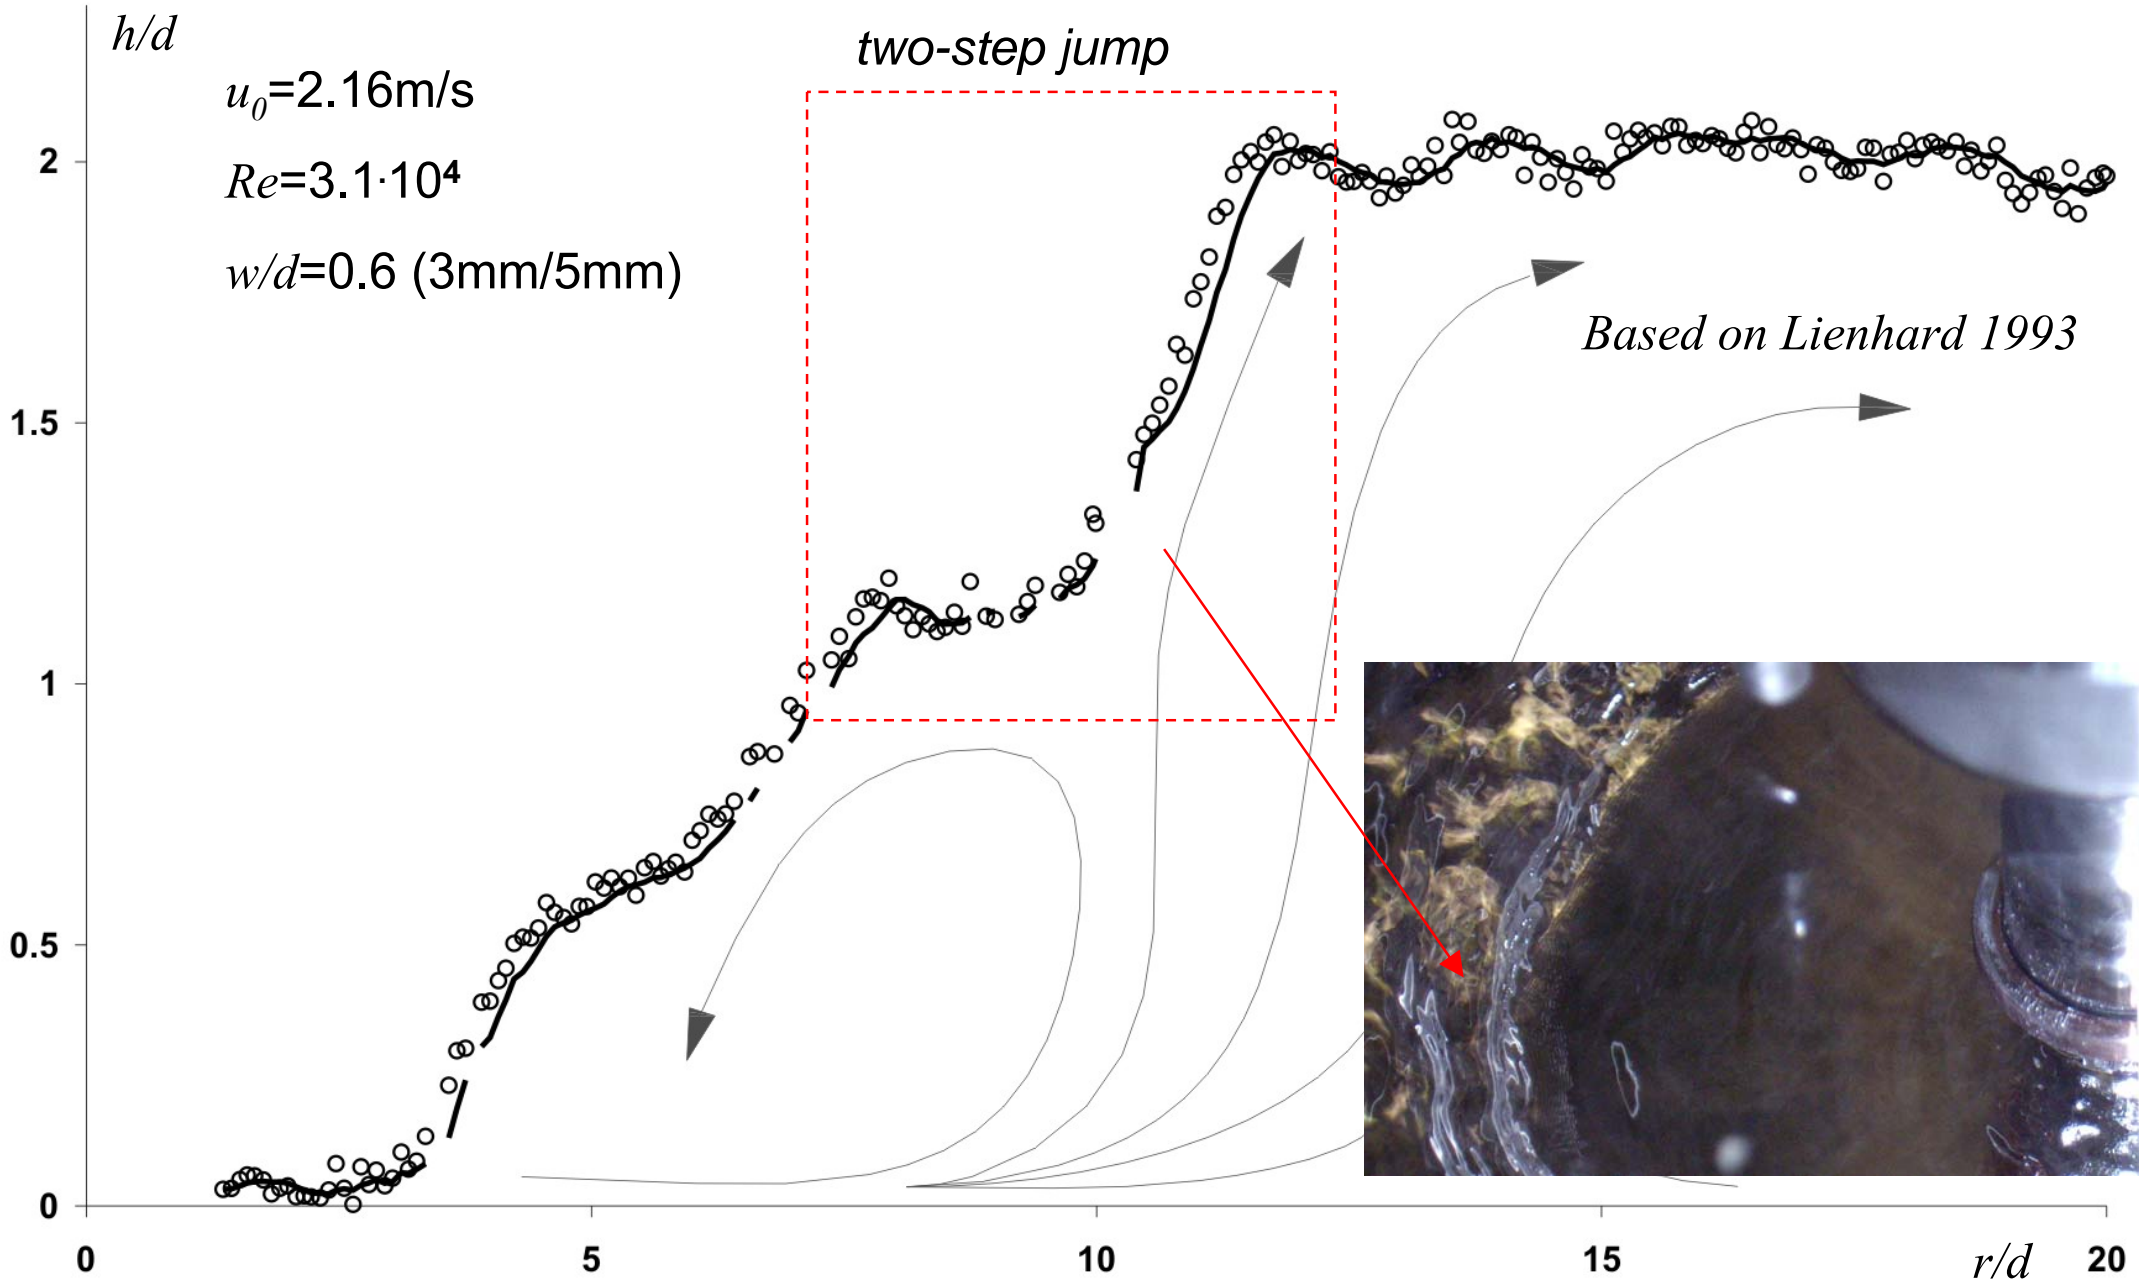 h/d
two-step jump
u₀=2.16m/s
Re=3.1·10⁴
w/d=0.6 (3mm/5mm)
2
Based on Lienhard 1993
1.5
1
0.5
0
0 5 10 15 r/d 20